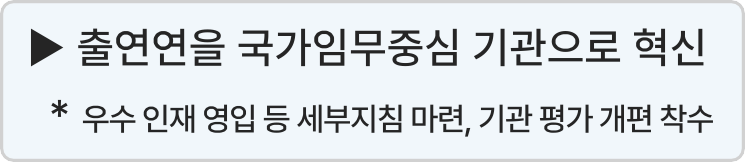 ▶ 출연연을 국가임무중심 기관으로 혁신
* 우수 인재 영입 등 세부지침 마련, 기관 평가 개편 착수